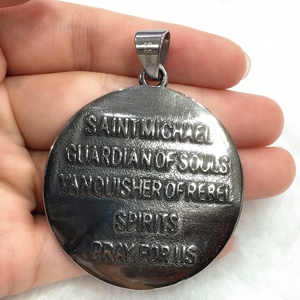 SAINT MICHAEL
GUARDIAN OF SOULS
VANQUISHER OF REBEL
SPIRITS
PRAY FOR US